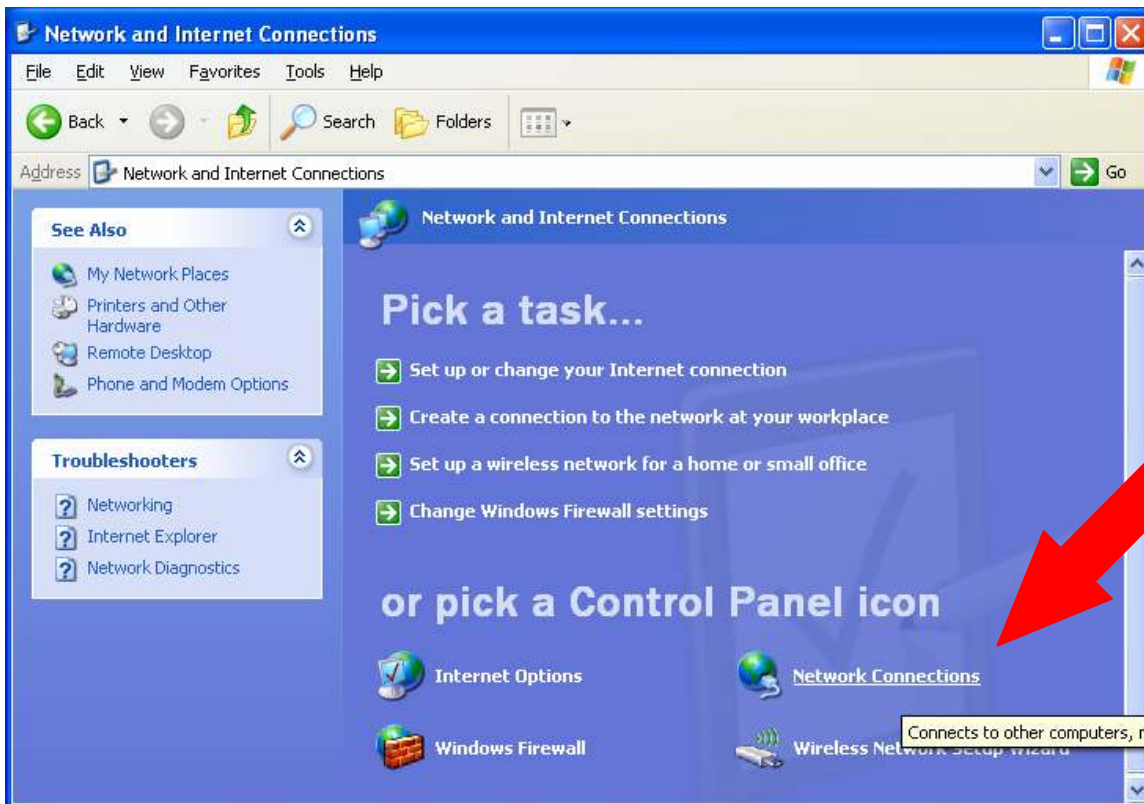 Network and Internet Connections
File Edit View Favorites Tools Help
Back Search Folders
Address Network and Internet Connections Go
See Also
My Network Places
Printers and Other
Hardware
Remote Desktop
Phone and Modem Options
Troubleshooters
Networking
Internet Explorer
Network Diagnostics
Network and Internet Connections
Pick a task...
Set up or change your Internet connection
Create a connection to the network at your workplace
Set up a wireless network for a home or small office
Change Windows Firewall settings
or pick a Control Panel icon
Internet Options Network Connections
Connects to other computers,
Windows Firewall Wireless Network Setup Wizard